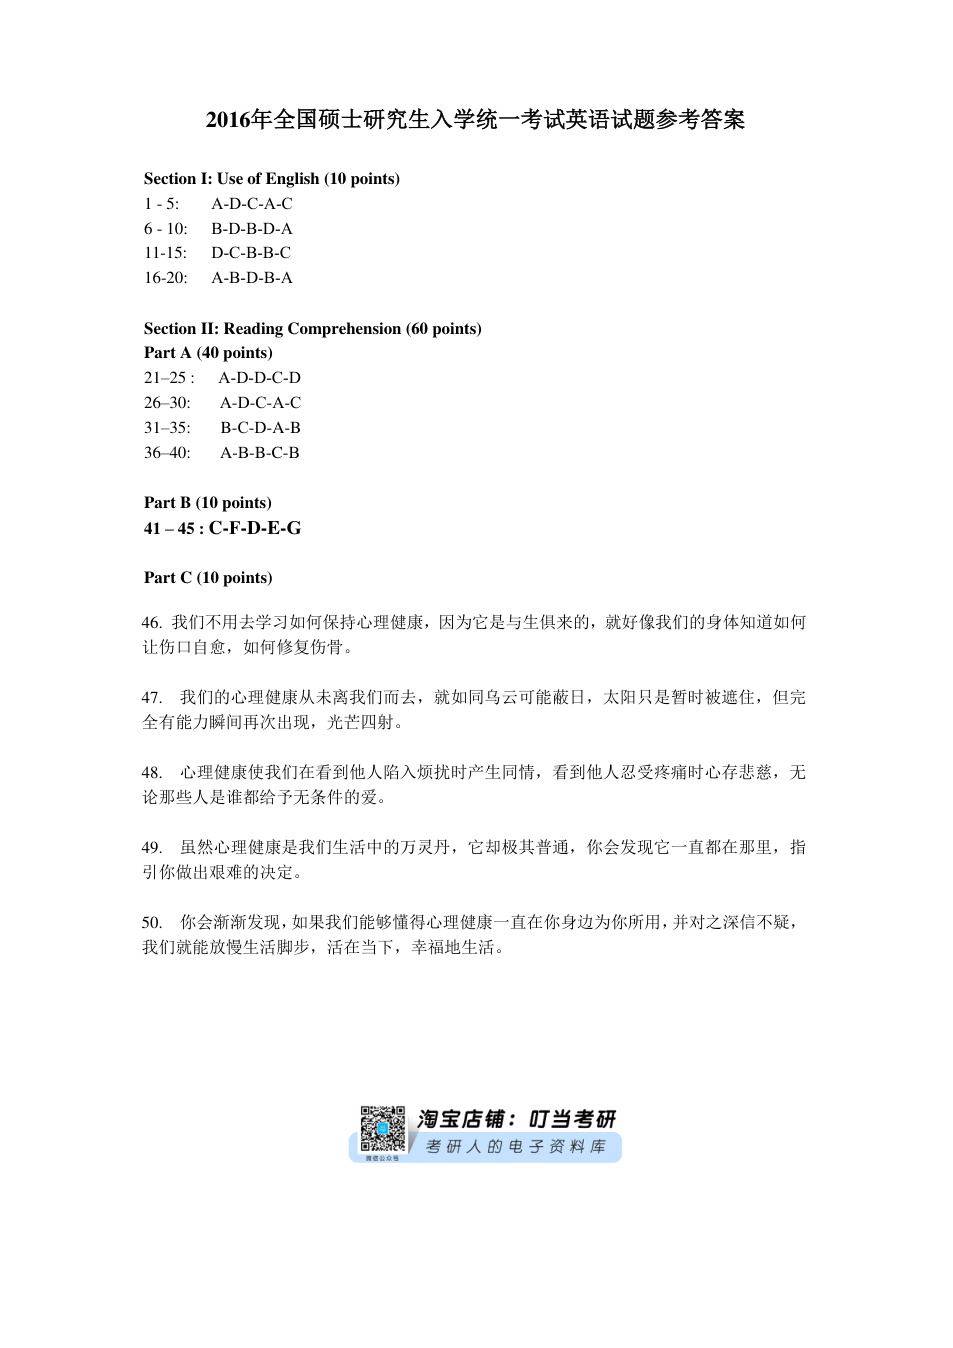 2016年全国硕士研究生入学统一考试英语试题参考答案
Section I: Use of English (10 points)
1 - 5: A-D-C-A-C
6 - 10: B-D-B-D-A
11-15: D-C-B-B-C
16-20: A-B-D-B-A
Section II: Reading Comprehension (60 points)
Part A (40 points)
21–25 : A-D-D-C-D
26–30: A-D-C-A-C
31–35: B-C-D-A-B
36–40: A-B-B-C-B
Part B (10 points)
41 – 45 : C-F-D-E-G
Part C (10 points)
46. 我们不用去学习如何保持心理健康，因为它是与生俱来的，就好像我们的身体知道如何
让伤口自愈，如何修复伤骨。
47. 我们的心理健康从未离我们而去，就如同乌云可能蔽日，太阳只是暂时被遮住，但完
全有能力瞬间再次出现，光芒四射。
48. 心理健康使我们在看到他人陷入烦扰时产生同情，看到他人忍受疼痛时心存悲慈，无
论那些人是谁都给予无条件的爱。
49. 虽然心理健康是我们生活中的万灵丹，它却极其普通，你会发现它一直都在那里，指
引你做出艰难的决定。
50. 你会渐渐发现，如果我们能够懂得心理健康一直在你身边为你所用，并对之深信不疑，
我们就能放慢生活脚步，活在当下，幸福地生活。
淘宝店铺：叮当考研
考研人的电子资料库
微信公众号